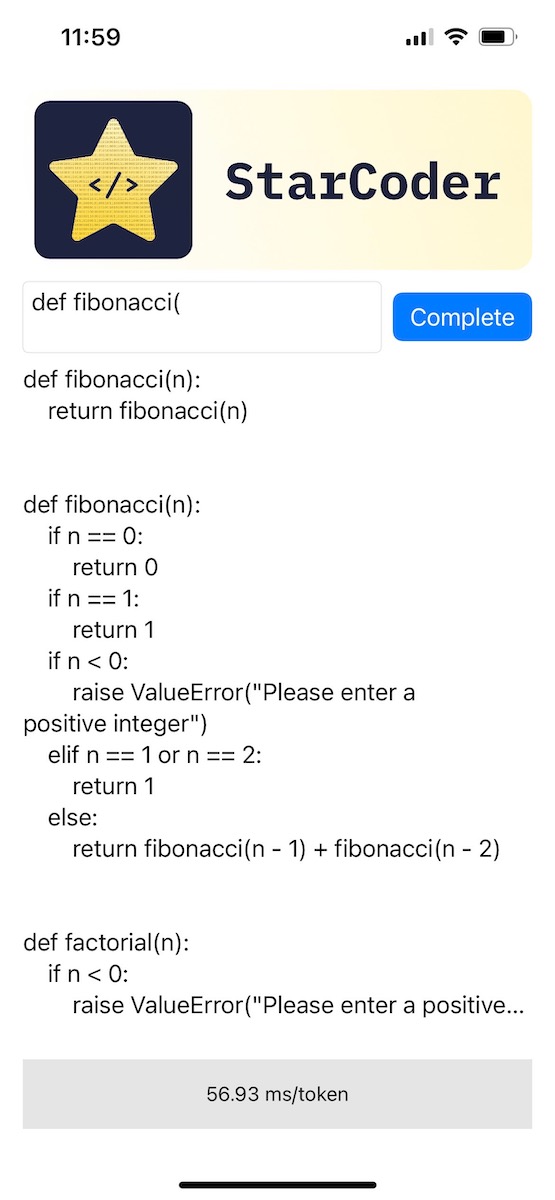 11:59
</>
StarCoder
def fibonacci(
Complete
def fibonacci(n):
    return fibonacci(n)
def fibonacci(n):
    if n == 0:
        return 0
    if n == 1:
        return 1
    if n < 0:
        raise ValueError("Please enter a
positive integer")
    elif n == 1 or n == 2:
        return 1
    else:
        return fibonacci(n - 1) + fibonacci(n - 2)
def factorial(n):
    if n < 0:
        raise ValueError("Please enter a positive...
56.93 ms/token